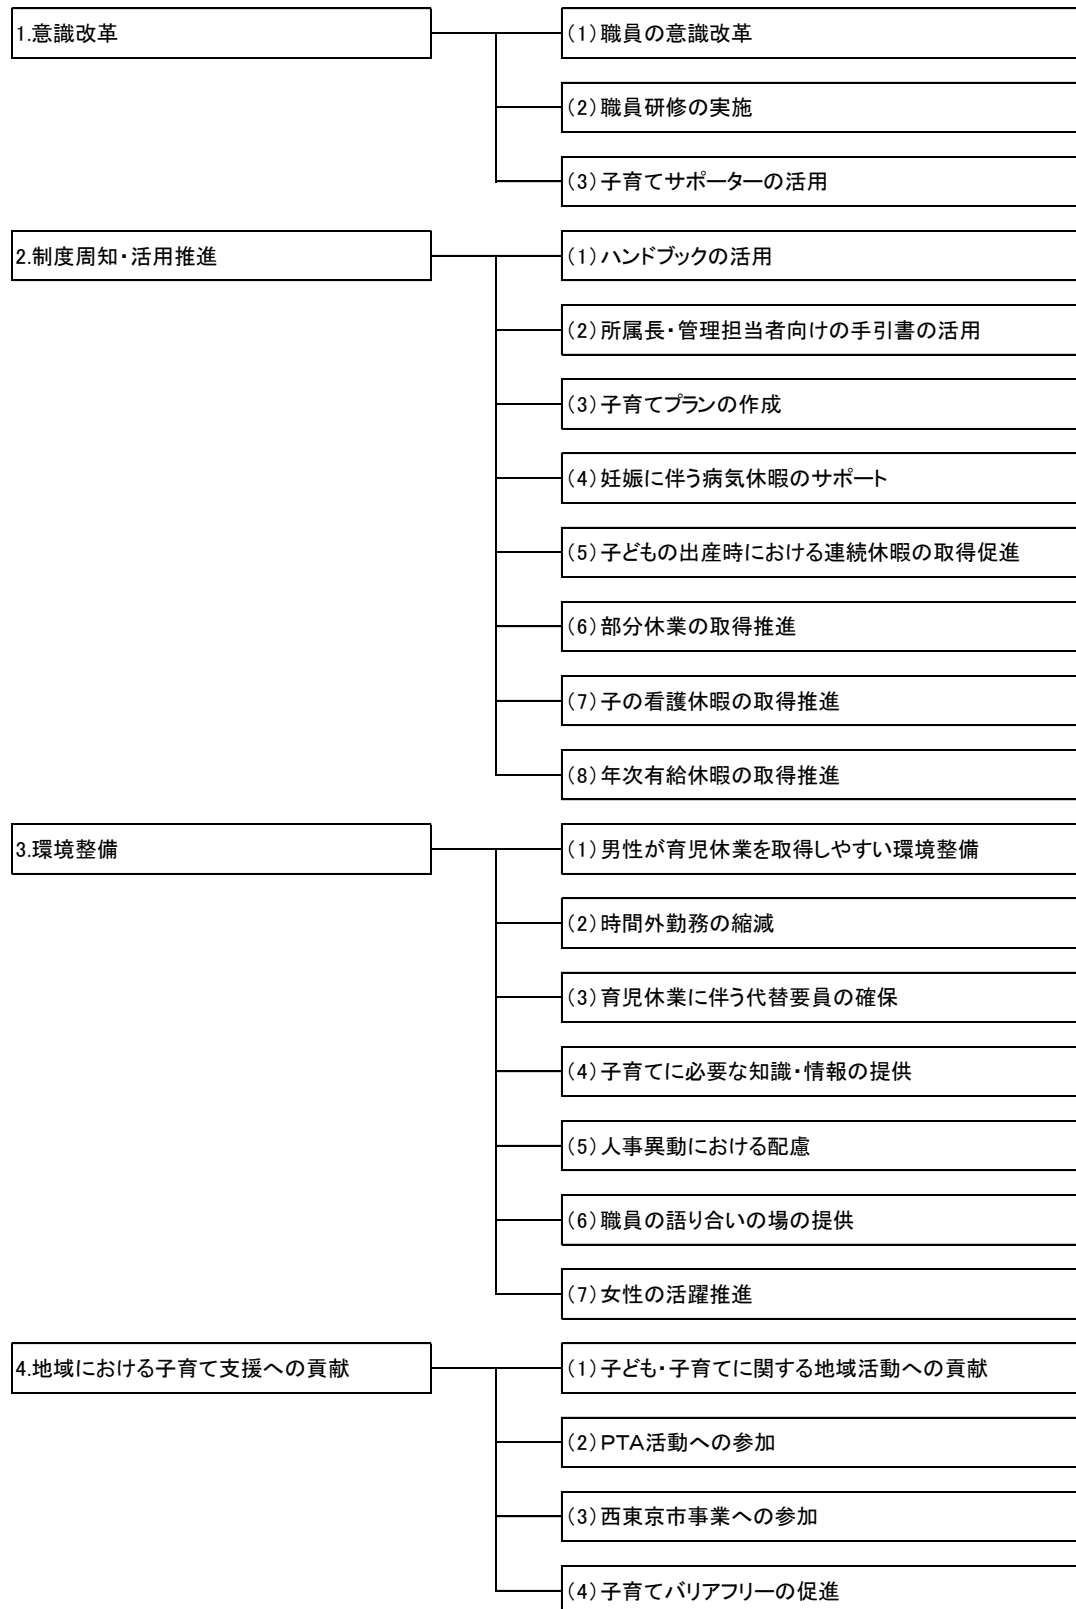 1.意識改革
(1)職員の意識改革
(2)職員研修の実施
(3)子育てサポーターの活用
2.制度周知・活用推進
(1)ハンドブックの活用
(2)所属長・管理担当者向けの手引書の活用
(3)子育てプランの作成
(4)妊娠に伴う病気休暇のサポート
(5)子どもの出産時における連続休暇の取得促進
(6)部分休業の取得推進
(7)子の看護休暇の取得推進
(8)年次有給休暇の取得推進
3.環境整備
(1)男性が育児休業を取得しやすい環境整備
(2)時間外勤務の縮減
(3)育児休業に伴う代替要員の確保
(4)子育てに必要な知識・情報の提供
(5)人事異動における配慮
(6)職員の語り合いの場の提供
(7)女性の活躍推進
4.地域における子育て支援への貢献
(1)子ども・子育てに関する地域活動への貢献
(2)PTA活動への参加
(3)西東京市事業への参加
(4)子育てバリアフリーの促進